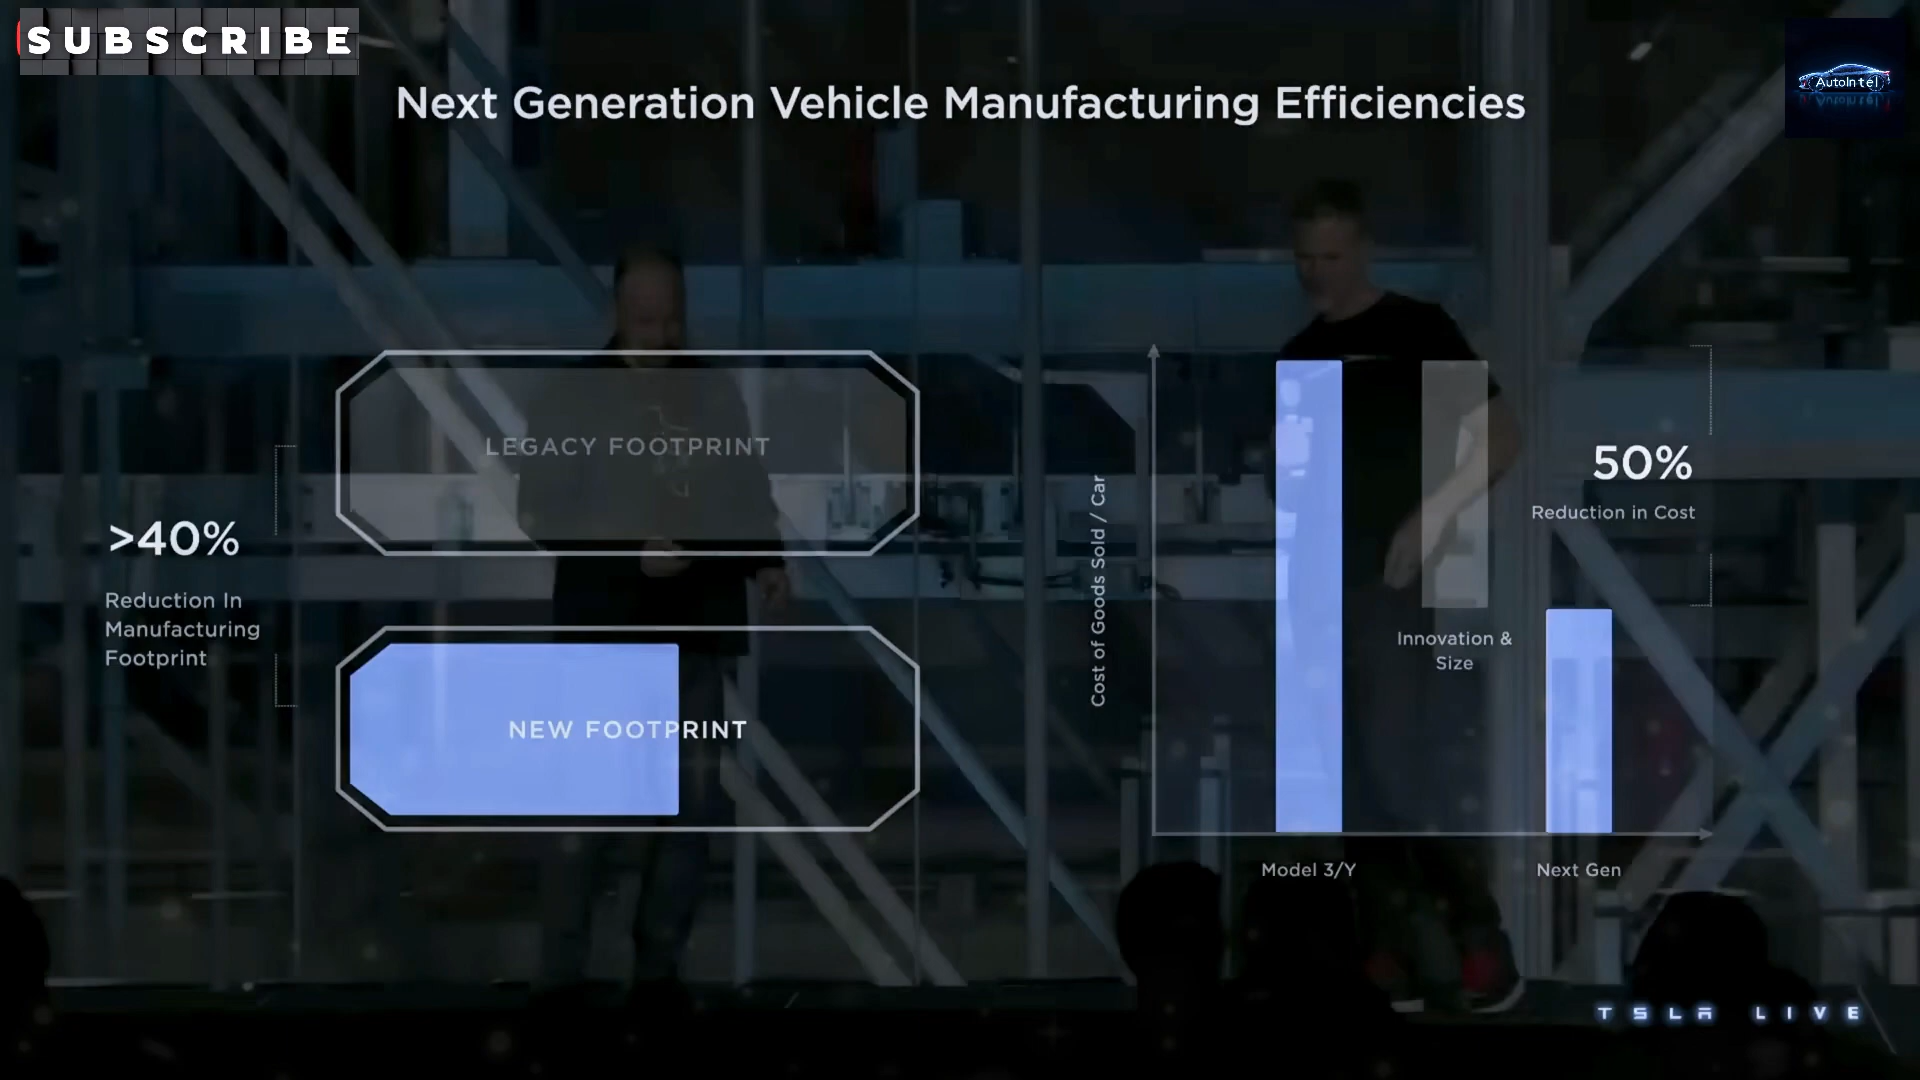 SUBSCRIBE
AutoIntel
Next Generation Vehicle Manufacturing Efficiencies
LEGACY FOOTPRINT
>40%
Reduction In
Manufacturing
Footprint
NEW FOOTPRINT
Cost of Goods Sold / Car
50%
Reduction in Cost
Innovation &
Size
Model 3/Y
Next Gen
TSLA LIVE